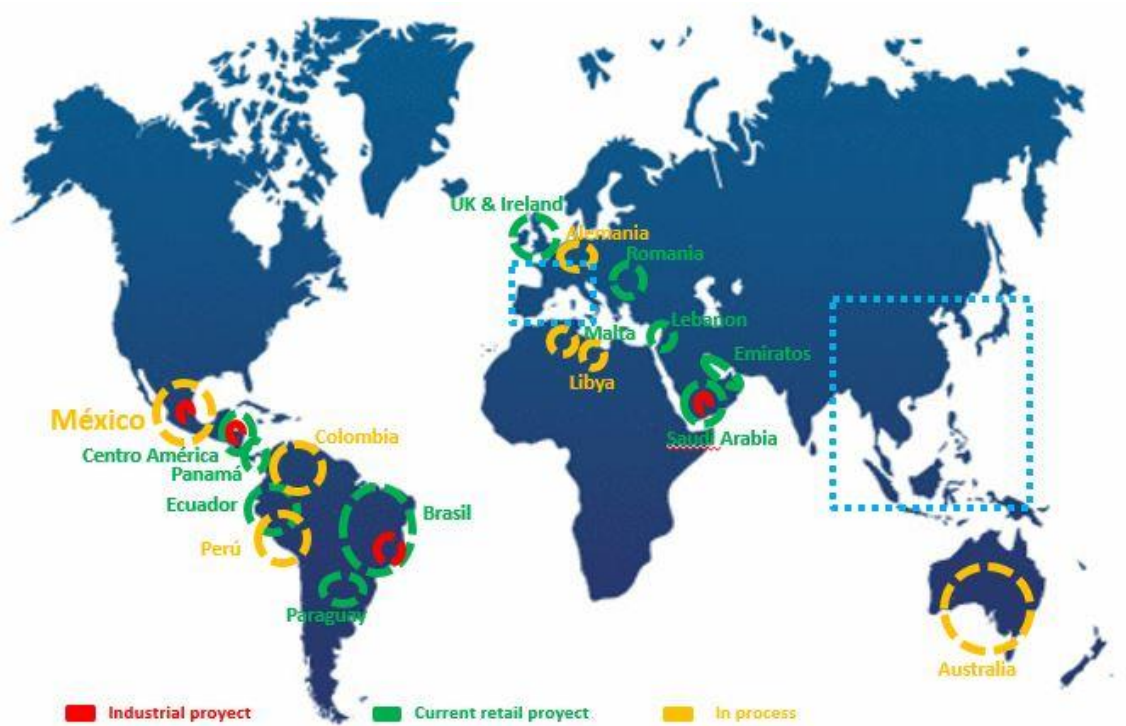 UK & Ireland
Alemania
Romania
Malta
Lebanon
Libya
Emiratos
México
Colombia
Saudi Arabia
Centro América
Panamá
Ecuador
Brasil
Perú
Paraguay
Australia
Industrial proyect
Current retail proyect
In process